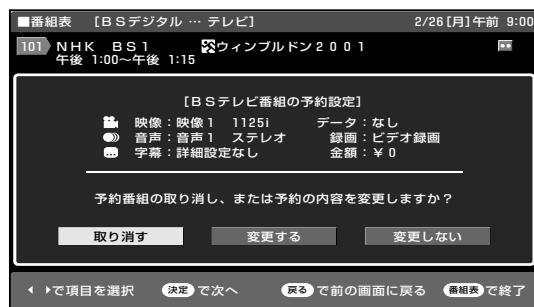 ■番組表 [BSデジタル … テレビ] 2/26[月]午前 9:00
101 NHK BS1 ウィンブルドン2001
午後 1:00〜午後 1:15
[BSテレビ番組の予約設定]
映像:映像1 1125i データ:なし
音声:音声1 ステレオ 録画:ビデオ録画
字幕:詳細設定なし 金額:¥0
予約番組の取り消し、または予約の内容を変更しますか?
取り消す 変更する 変更しない
で項目を選択 決定 で次へ 戻る で前の画面に戻る 番組表 で終了